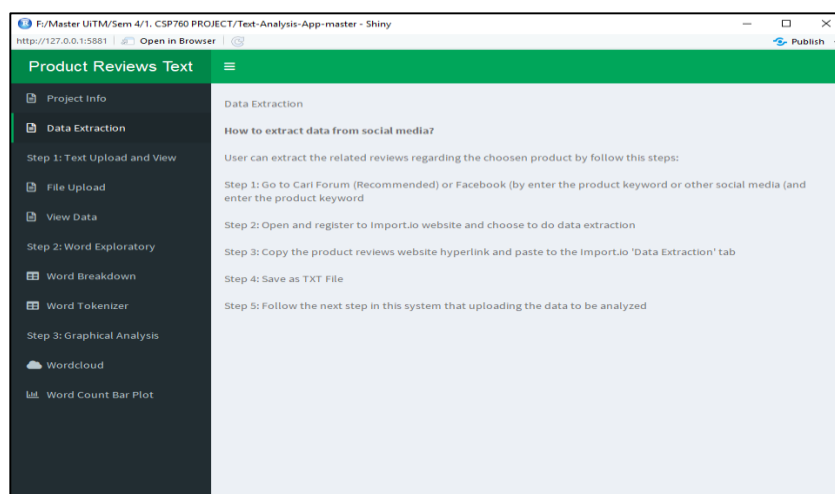 F:/Master UiTM/Sem 4/1. CSP760 PROJECT/Text-Analysis-App-master - Shiny
http://127.0.0.1:5881 Open in Browser Publish
Product Reviews Text
Project Info
Data Extraction
Step 1: Text Upload and View
File Upload
View Data
Step 2: Word Exploratory
Word Breakdown
Word Tokenizer
Step 3: Graphical Analysis
Wordcloud
Word Count Bar Plot
Data Extraction
How to extract data from social media?
User can extract the related reviews regarding the choosen product by follow this steps:
Step 1: Go to Cari Forum (Recommended) or Facebook (by enter the product keyword or other social media (and
enter the product keyword
Step 2: Open and register to Import.io website and choose to do data extraction
Step 3: Copy the product reviews website hyperlink and paste to the Import.io 'Data Extraction' tab
Step 4: Save as TXT File
Step 5: Follow the next step in this system that uploading the data to be analyzed